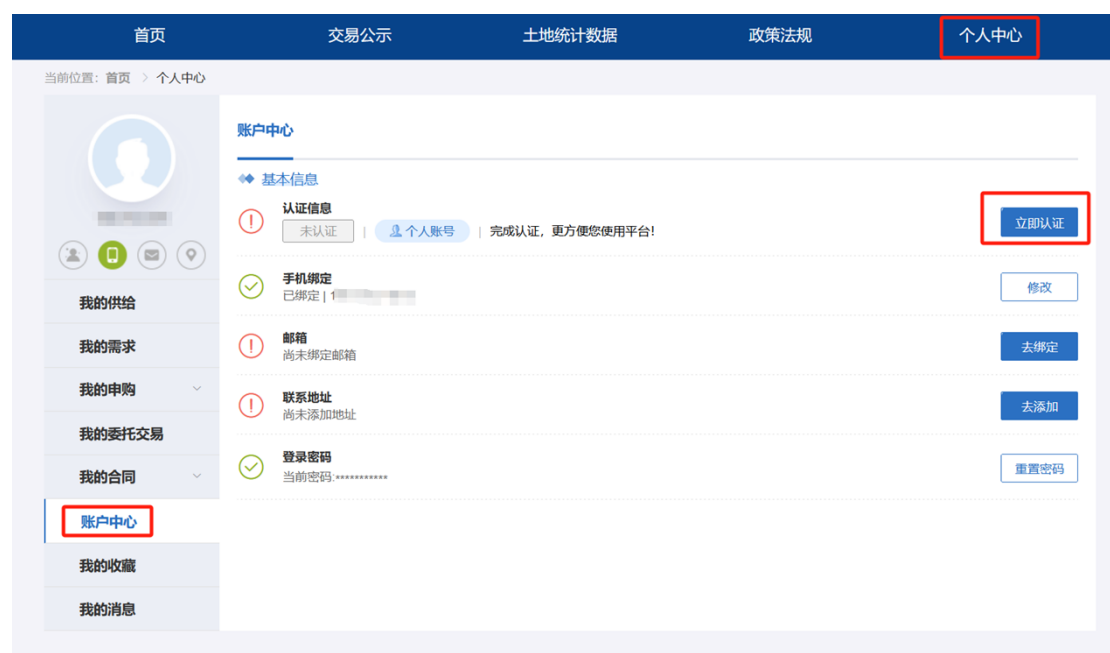 首页 交易公示 土地统计数据 政策法规 个人中心
当前位置: 首页 > 个人中心
账户中心
基本信息
认证信息
未认证 | 个人账号 | 完成认证，更方便您使用平台!
立即认证
手机绑定
已绑定 | 1
修改
邮箱
尚未绑定邮箱
去绑定
联系地址
尚未添加地址
去添加
登录密码
当前密码:***********
重置密码
我的供给
我的需求
我的申购
我的委托交易
我的合同
账户中心
我的收藏
我的消息